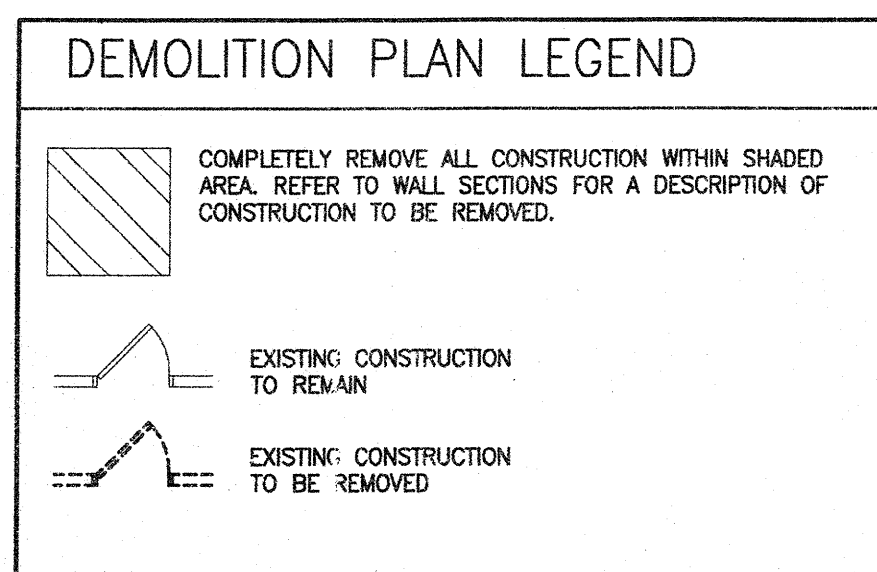 DEMOLITION PLAN LEGEND
COMPLETELY REMOVE ALL CONSTRUCTION WITHIN SHADED
AREA. REFER TO WALL SECTIONS FOR A DESCRIPTION OF
CONSTRUCTION TO BE REMOVED.
EXISTING CONSTRUCTION
TO REMAIN
EXISTING CONSTRUCTION
TO BE REMOVED